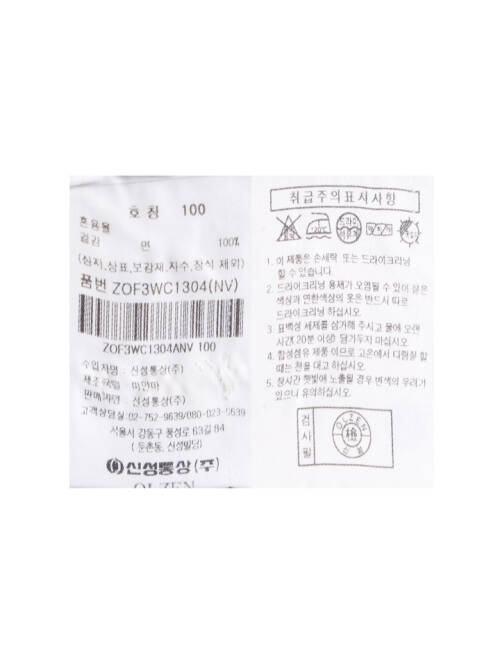 호칭 100
혼용율
겉감 면 100%
(심지,상표,보강재,자수,장식 제외)
품번 ZOF3WC1304(NV)
ZOF3WC1304ANV 100
수입자명 : 신성통상(주)
제조국명 : 미얀마
판매자명 : 신성통상(주)
고객상담실:02-752-9639/080-023-9639
서울시 강동구 풍성로 63길 84
( 둔촌동, 신성빌딩)
신성통상(주)
OLZEN
취급주의표시사항
드라이
1. 이 제품은 손세탁 또는 드라이크리닝
할 수 있습니다.
2. 드라이크리닝 용재가 오염될 수 있어 짙은
색상과 연한색상의 옷은 반드시 따로
드라이크리닝 하십시오.
3. 표백성 세제를 삼가해 주시고 물에 오랜
시간(20분 이상) 담가두지 마십시오.
4. 합성섬유 제품 이므로 고온에서 다림질 할
때는 천을 대고 하십시오.
5. 장시간 햇빛에 노출될 경우 변색의 우려가
있으니 유의하십시오.
검사필
OLZEN
檢